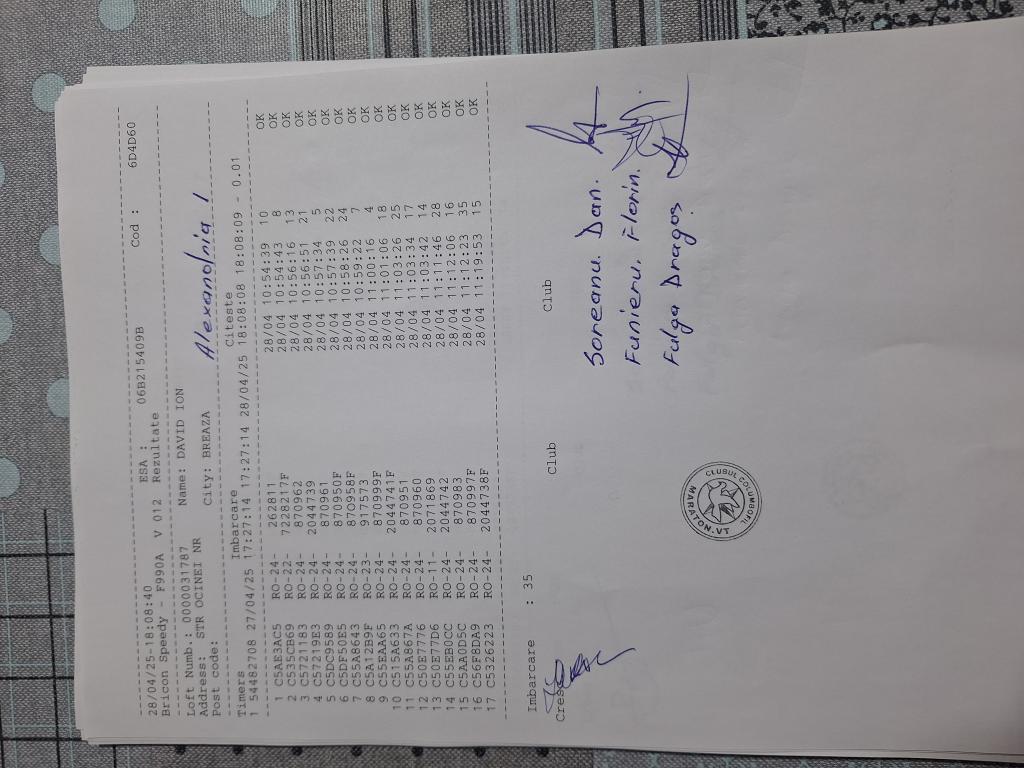 28/04/25-18:08:40 ESA : 06B215409B Cod : 6D4D60
Bricon Speedy - F990A V 012 Rezultate
Loft Numb.: 0000031787 Name: DAVID ION
Address: STR OCINEI NR City: BREAZA Alexandria 1
Post code:
Timers Imbarcare Citeste
1 54482708 27/04/25 17:27:14 17:27:14 28/04/25 18:08:08 18:08:09 - 0.01
1 C5AE3AC5 RO-24- 262811 28/04 10:54:39 10 OK
2 C535CB69 RO-22- 7228217F 28/04 10:54:43 8 OK
3 C5721183 RO-24- 870962 28/04 10:56:16 13 OK
4 C57219E3 RO-24- 2044739 28/04 10:56:51 21 OK
5 C5DC9589 RO-24- 870961 28/04 10:57:34 5 OK
6 C5DF50E5 RO-24- 870950F 28/04 10:57:39 22 OK
7 C55A8643 RO-24- 870958F 28/04 10:58:26 24 OK
8 C5A12B9F RO-23- 9171573 28/04 10:59:22 7 OK
9 C55EAA65 RO-24- 870999F 28/04 11:00:16 4 OK
10 C515A633 RO-24- 2044741F 28/04 11:01:06 18 OK
11 C55A867A RO-24- 870951 28/04 11:03:26 25 OK
12 C50E7776 RO-24- 870960 28/04 11:03:34 17 OK
13 C50E77D6 RO-11- 2071869 28/04 11:03:42 14 OK
14 C5AEB0CC RO-24- 2044742 28/04 11:11:46 28 OK
15 C5AADD5C RO-24- 870983 28/04 11:12:06 16 OK
16 C56FEDA9 RO-24- 870997F 28/04 11:12:23 35 OK
17 C5326223 RO-24- 2044738F 28/04 11:19:53 15 OK
Imbarcare : 35
Club Club
Soreanu Dan.
Funieru Florin.
Fulga Dragoș
CLUBUL COLUMBOFIL
MARATON.VT